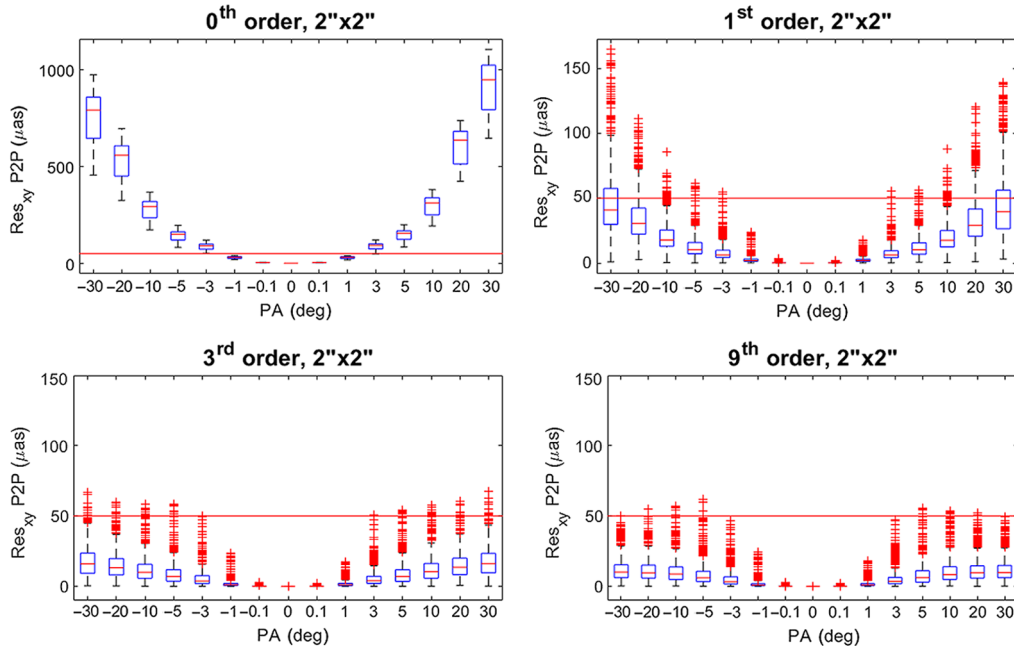 0th order, 2"x2"
1000
500
0
Resxy P2P (μas)
−30 −20 −10 −5 −3 −1 −0.1 0 0.1 1 3 5 10 20 30
PA (deg)
1st order, 2"x2"
150
100
50
0
Resxy P2P (μas)
−30 −20 −10 −5 −3 −1 −0.1 0 0.1 1 3 5 10 20 30
PA (deg)
3rd order, 2"x2"
150
100
50
0
Resxy P2P (μas)
−30 −20 −10 −5 −3 −1 −0.1 0 0.1 1 3 5 10 20 30
PA (deg)
9th order, 2"x2"
150
100
50
0
Resxy P2P (μas)
−30 −20 −10 −5 −3 −1 −0.1 0 0.1 1 3 5 10 20 30
PA (deg)